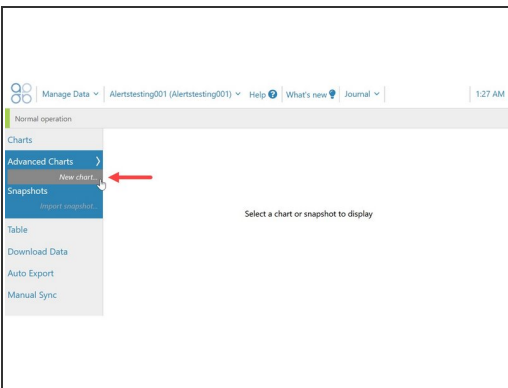 Manage Data Alertstesting001 (Alertstesting001) Help ? What's new Journal 1:27 AM
Normal operation
Charts
Advanced Charts
New chart...
Snapshots
Import snapshot...
Select a chart or snapshot to display
Table
Download Data
Auto Export
Manual Sync